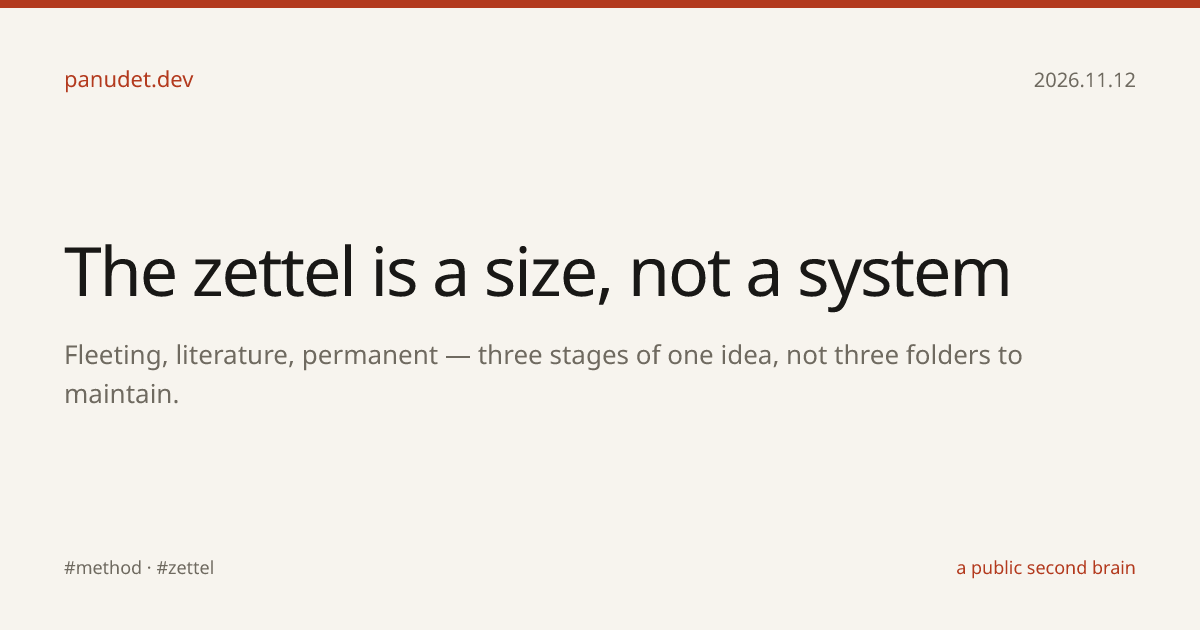 panudet.dev
2026.11.12
The zettel is a size, not a system
Fleeting, literature, permanent — three stages of one idea, not three folders to
maintain.
#method · #zettel
a public second brain